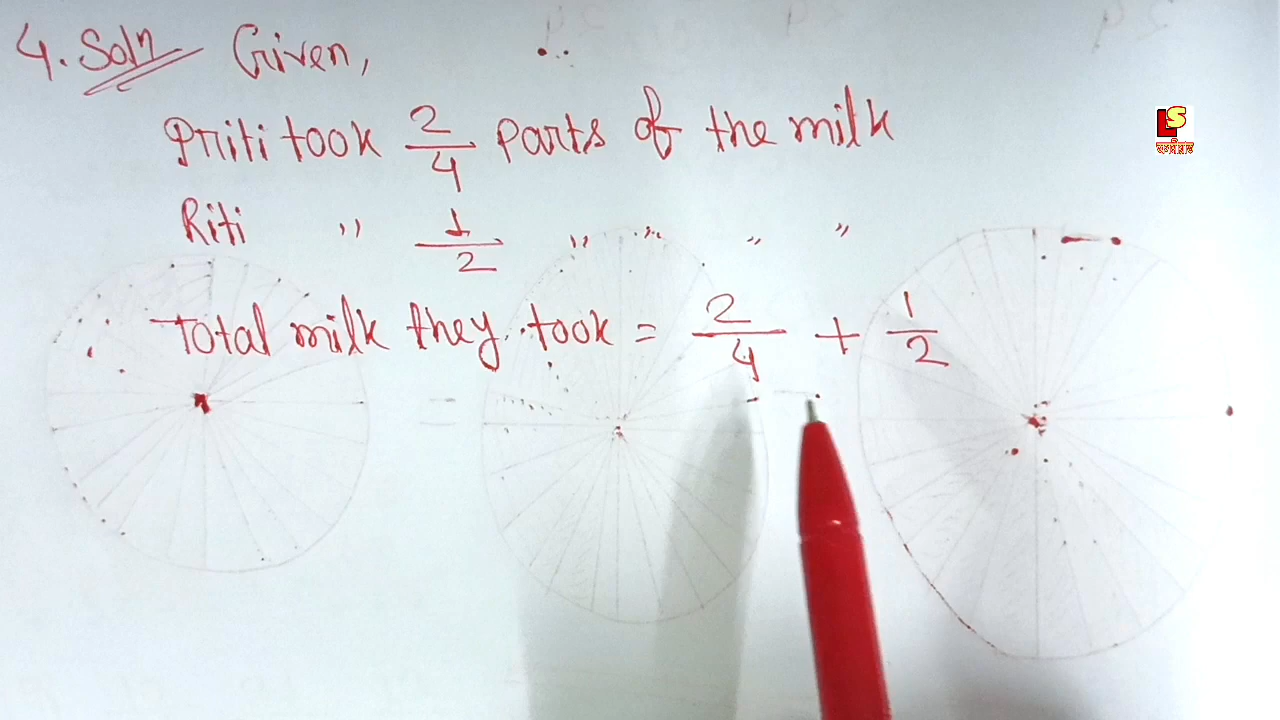 4. Soln Given,
Priti took 2/4 parts of the milk
Riti " 1/2 " " " "
∴ Total milk they took = 2/4 + 1/2
LS